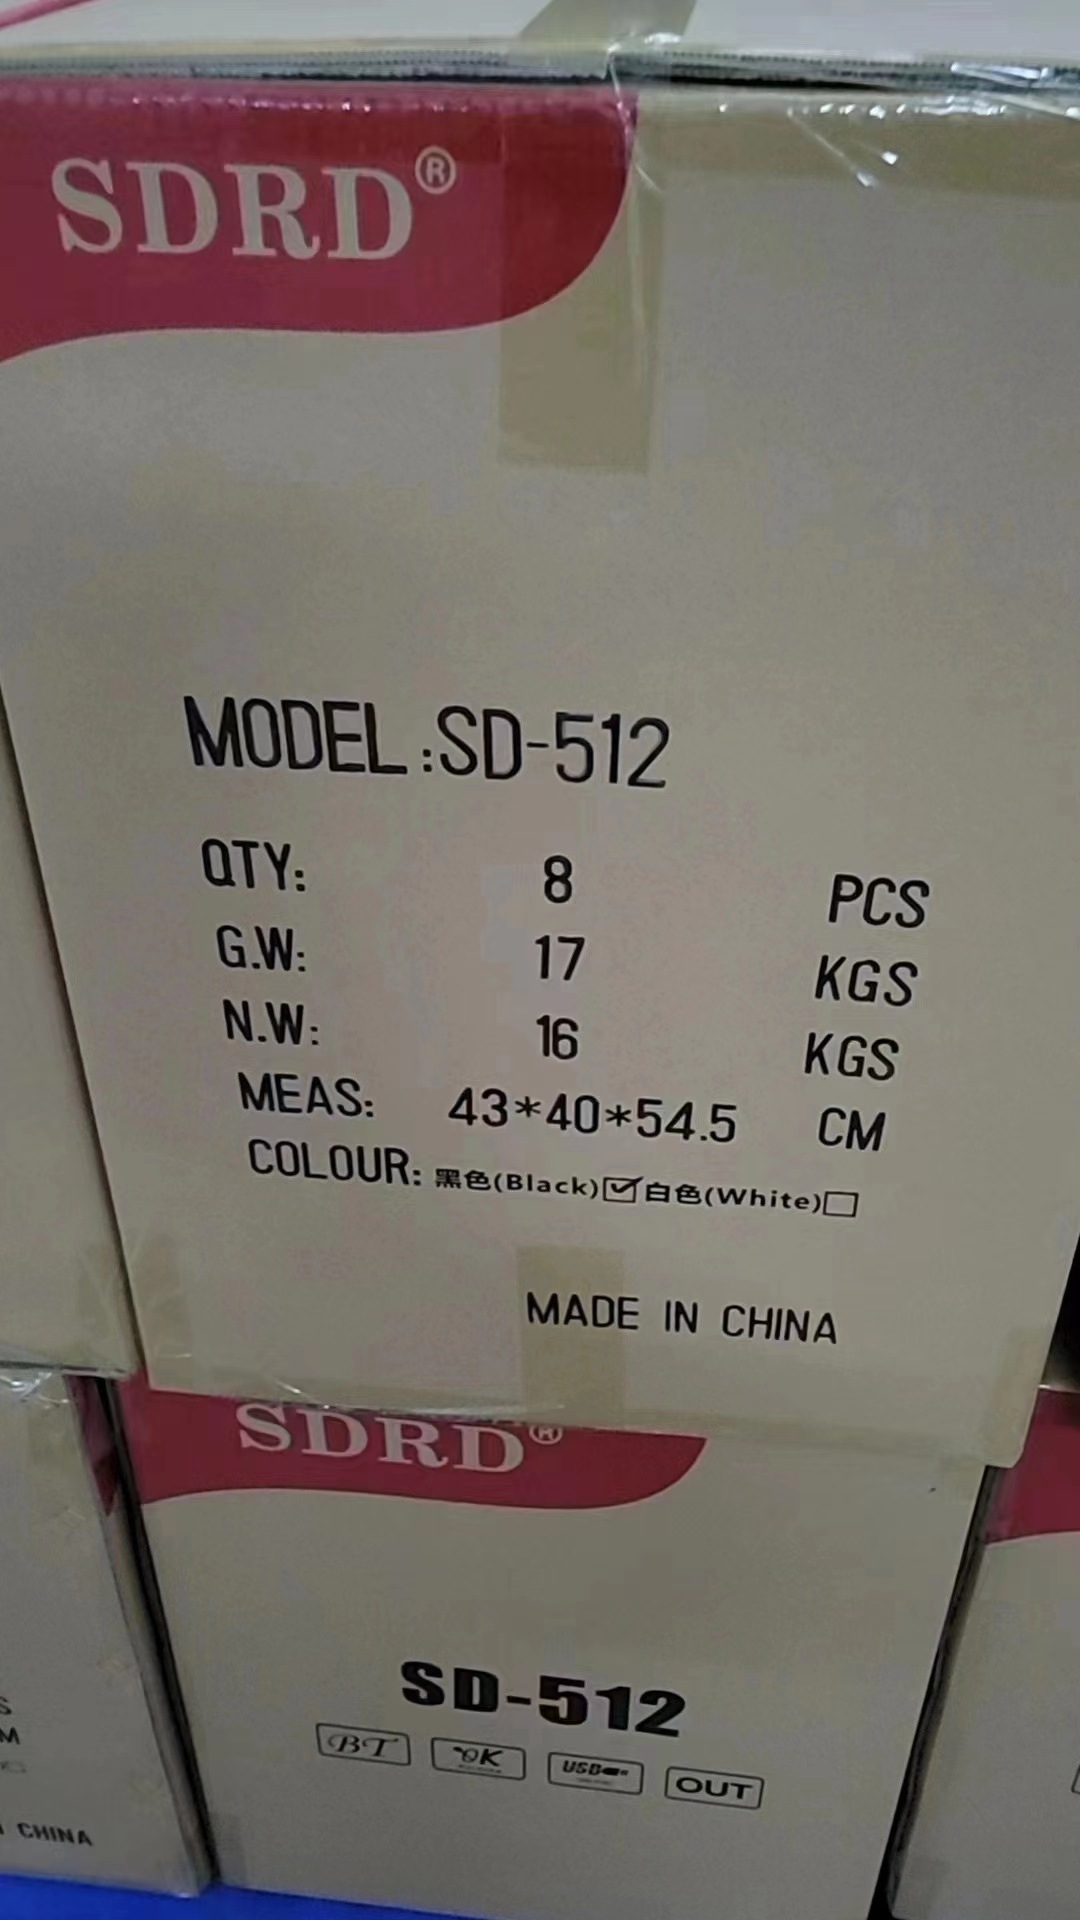 SDRD®
MODEL:SD-512
QTY: 8 PCS
G.W: 17 KGS
N.W: 16 KGS
MEAS: 43*40*54.5 CM
COLOUR: 黑色(Black)☑白色(White)☐
MADE IN CHINA
SDRD®
SD-512
BT OK USB OUT
S
M
CHINA